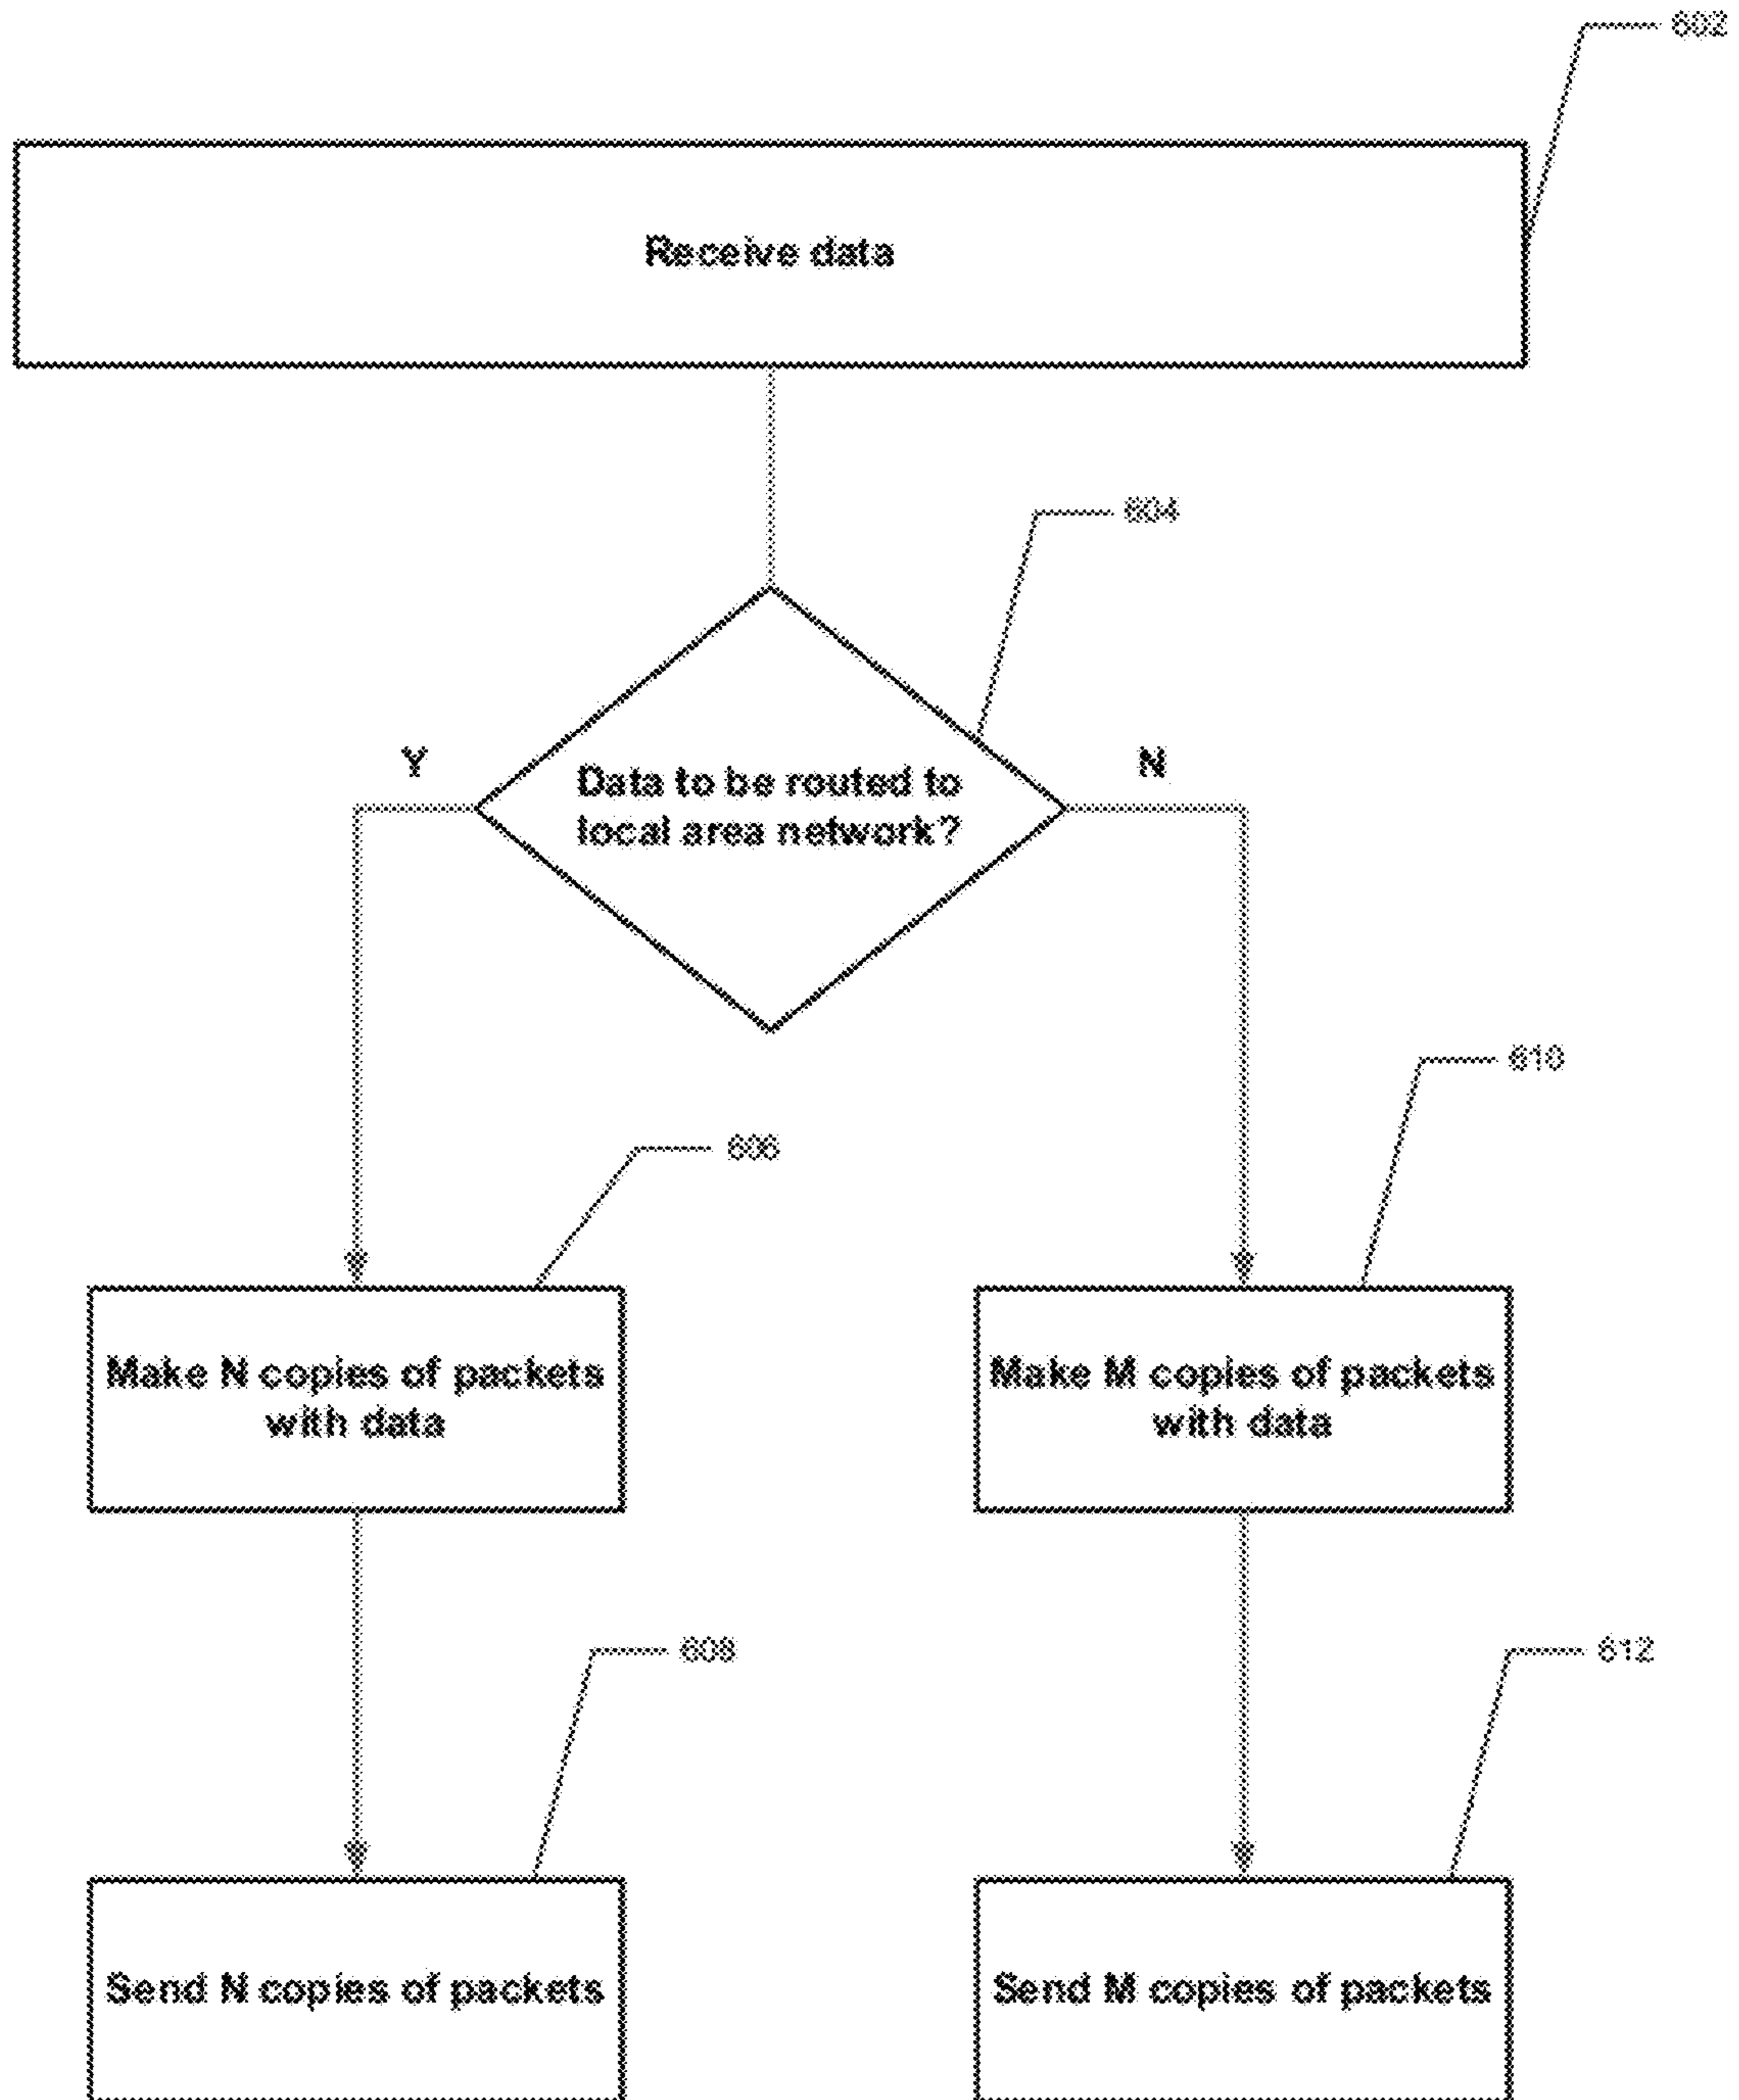 602
Receive data
604
Y
N
Data to be routed to
local area network?
610
606
Make N copies of packets
with data
Make M copies of packets
with data
608
612
Send N copies of packets
Send M copies of packets